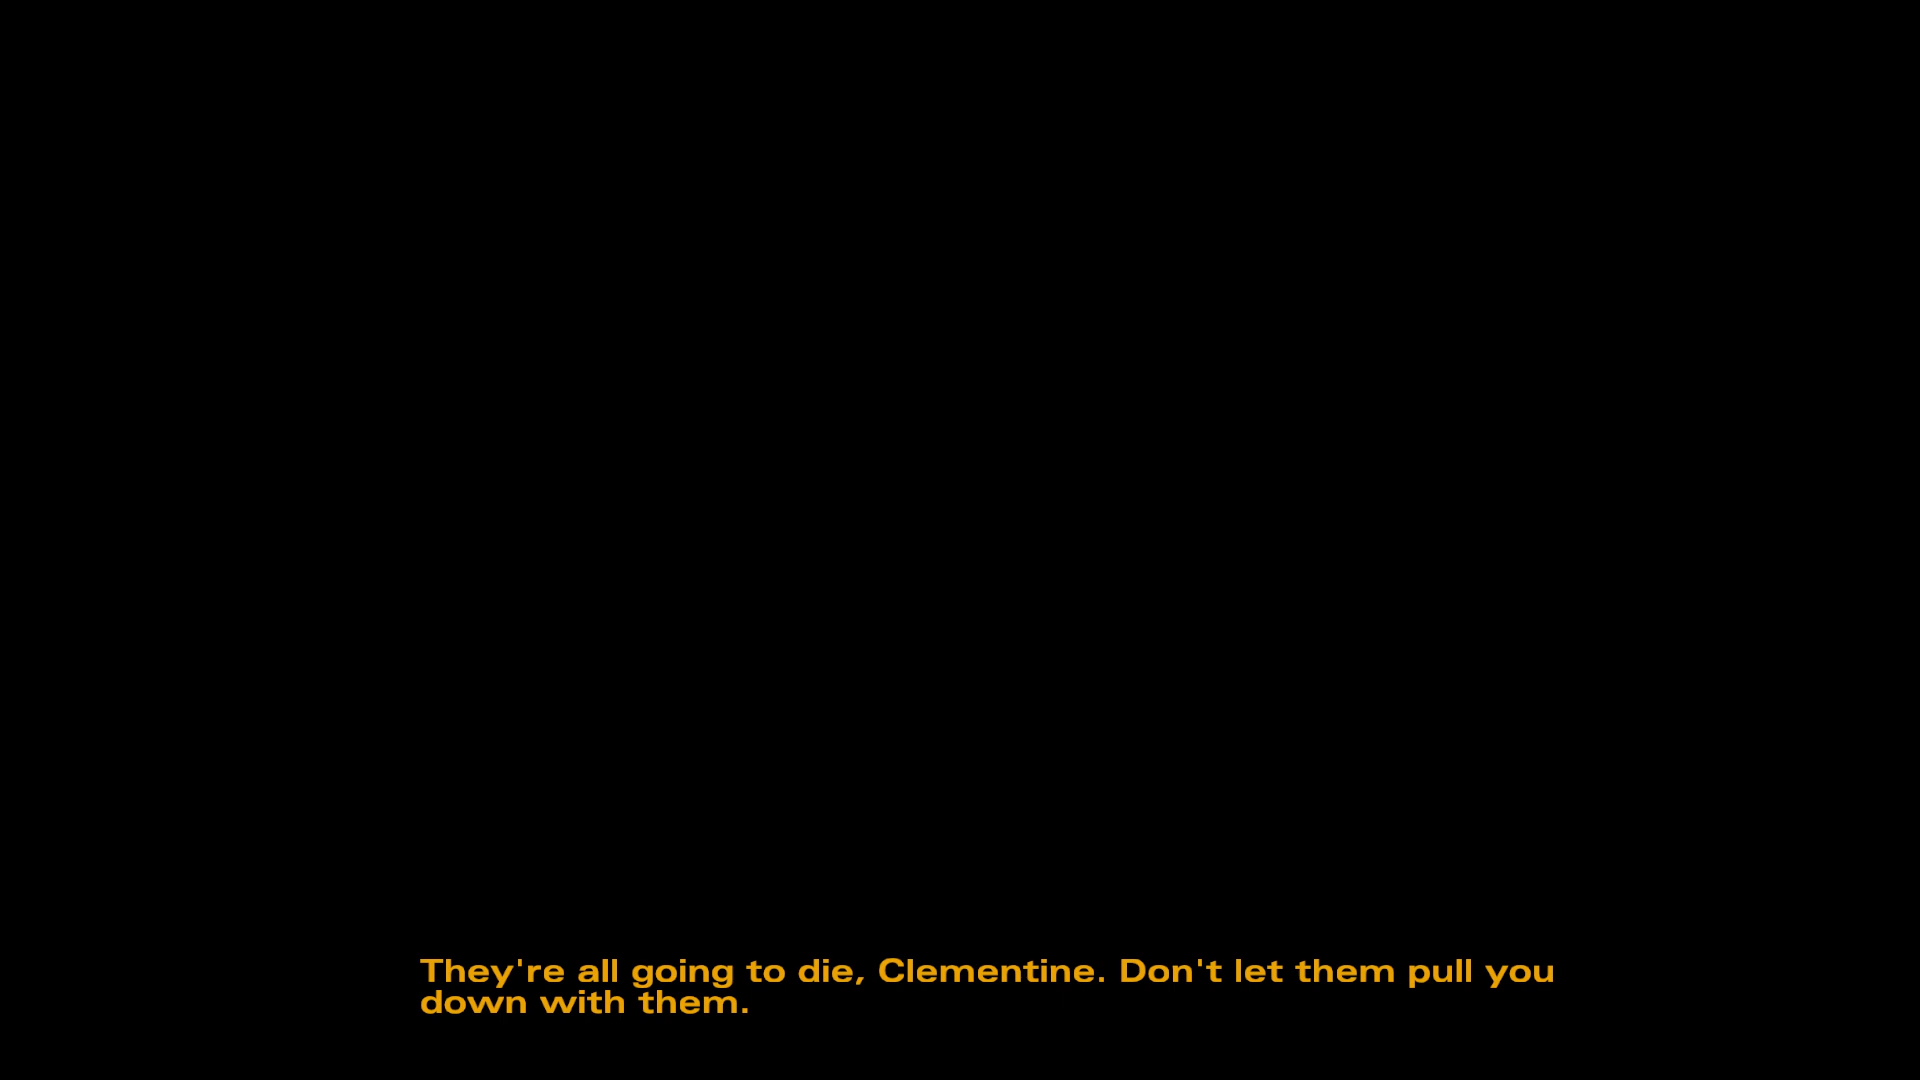 They're all going to die, Clementine. Don't let them pull you
down with them.